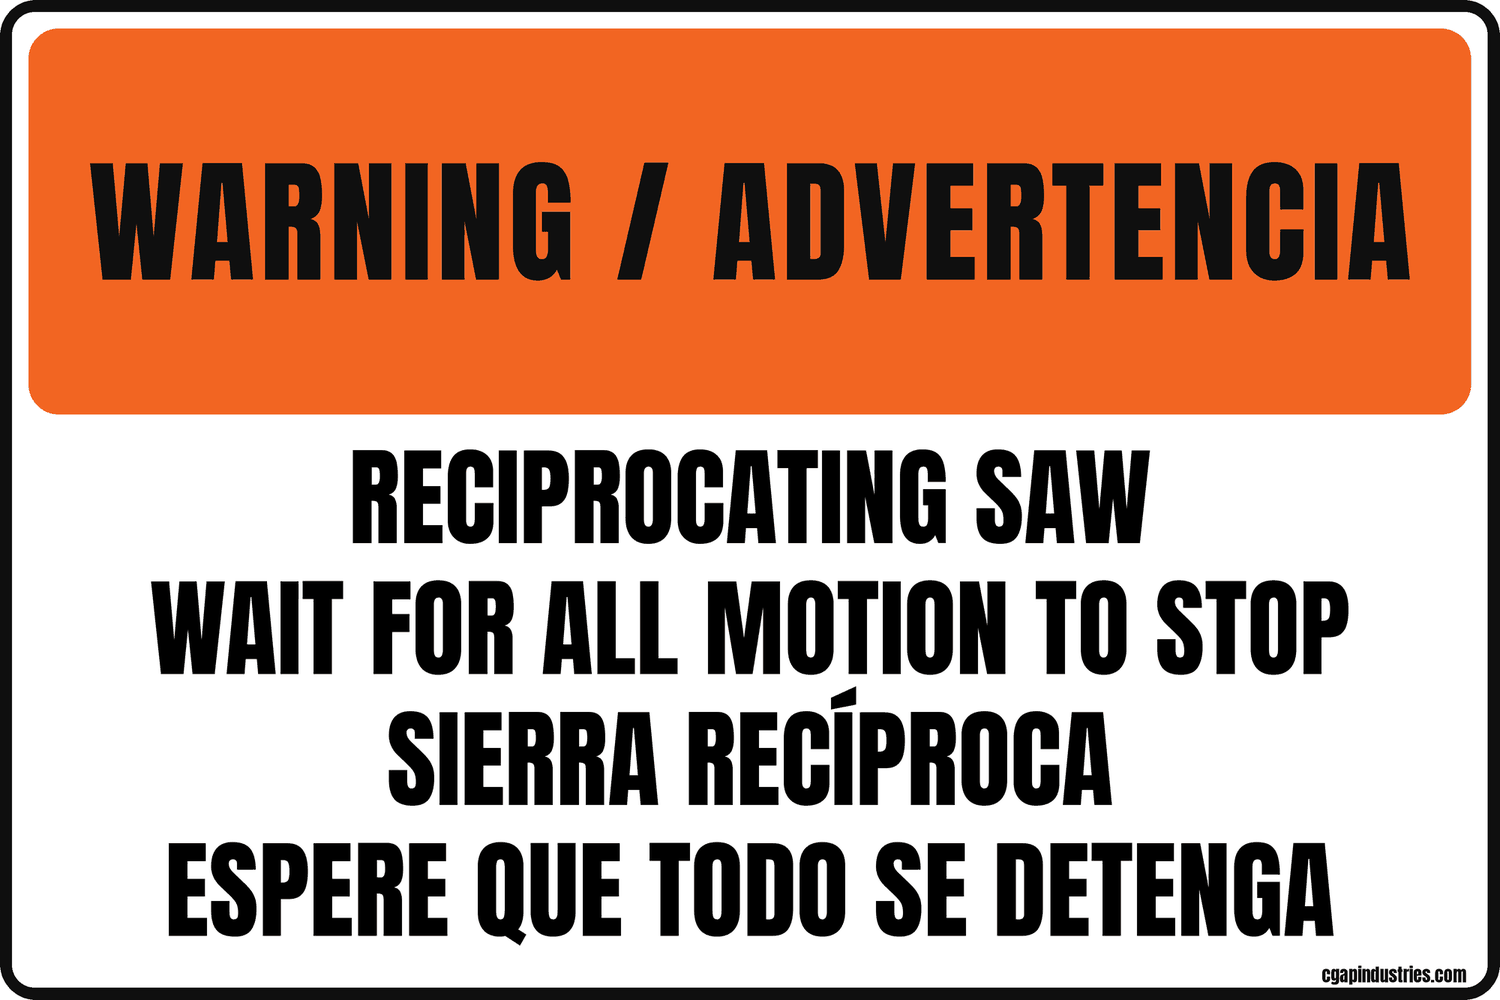 WARNING / ADVERTENCIA
RECIPROCATING SAW
WAIT FOR ALL MOTION TO STOP
SIERRA RECÍPROCA
ESPERE QUE TODO SE DETENGA
cgapindustries.com